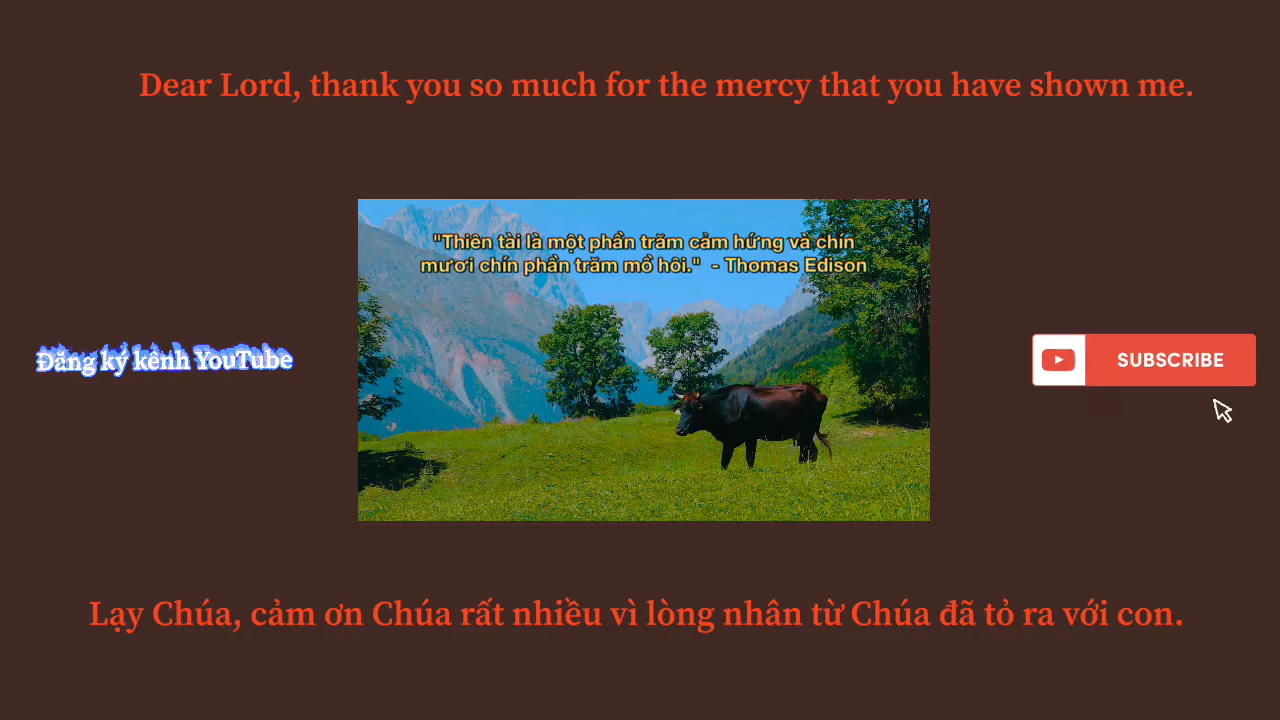 Dear Lord, thank you so much for the mercy that you have shown me.
"Thiên tài là một phần trăm cảm hứng và chín
mươi chín phần trăm mồ hôi." - Thomas Edison
Đăng ký kênh YouTube
SUBSCRIBE
Lạy Chúa, cảm ơn Chúa rất nhiều vì lòng nhân từ Chúa đã tỏ ra với con.